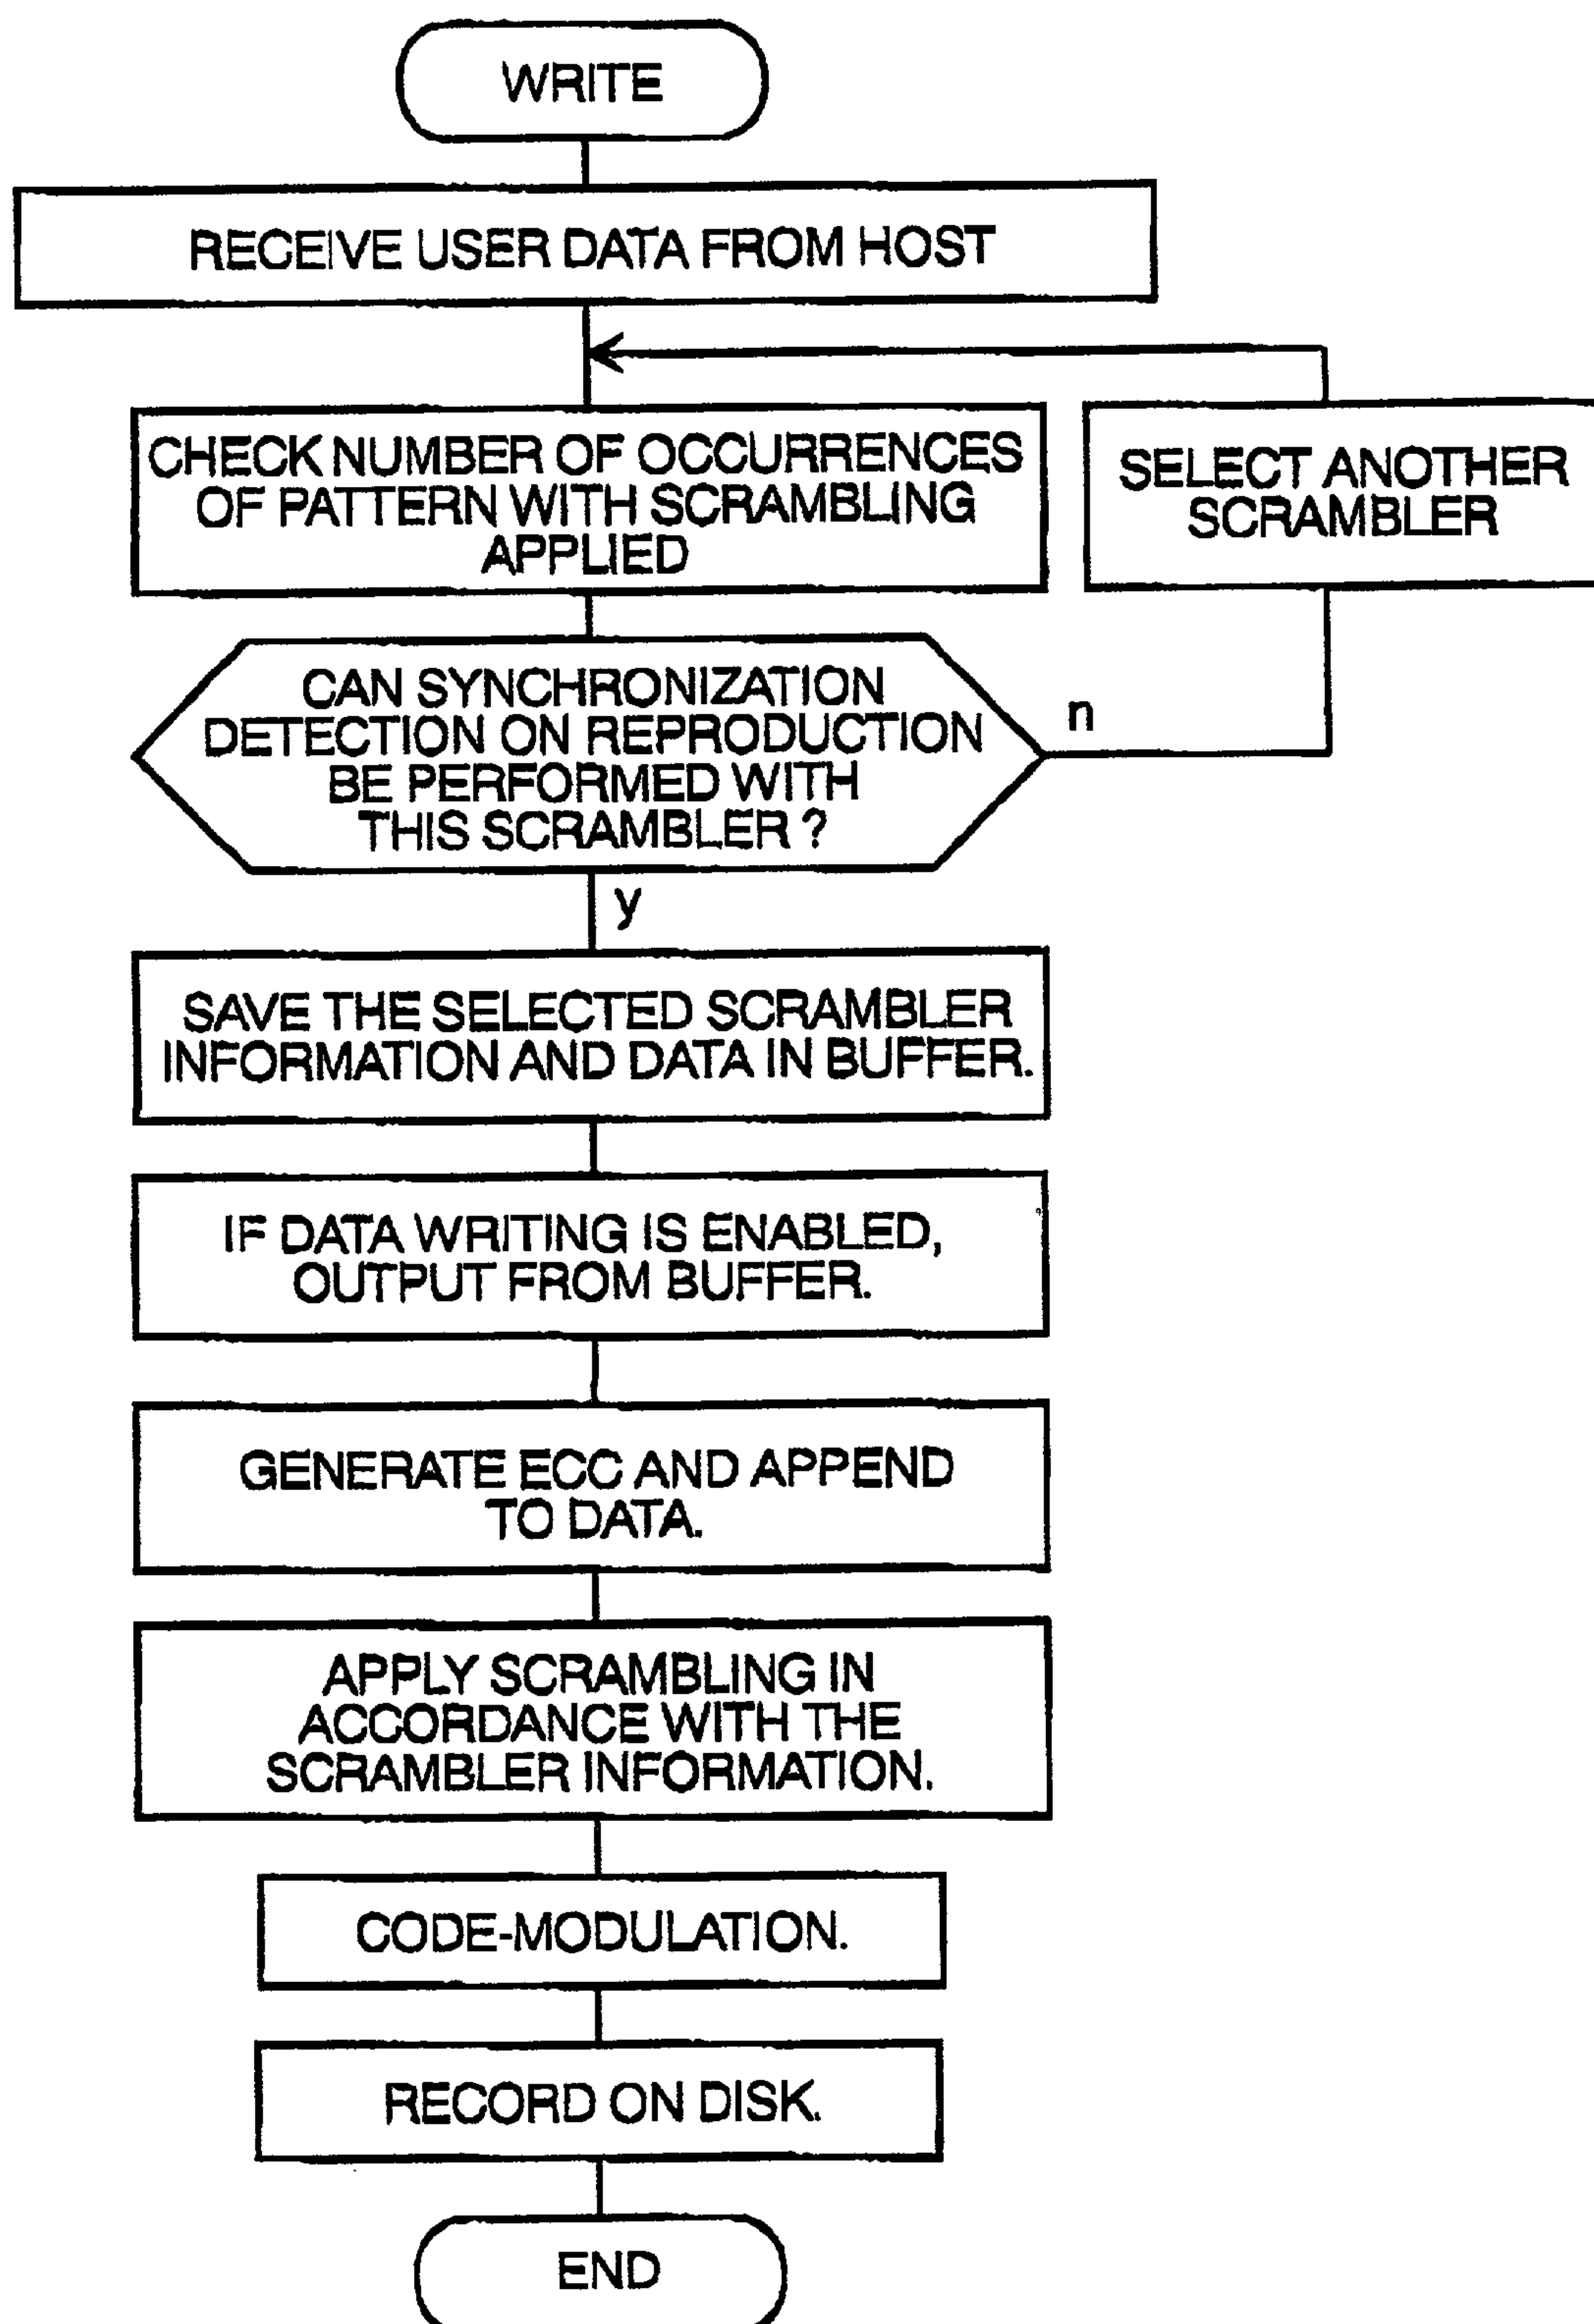 WRITE
RECEIVE USER DATA FROM HOST
CHECK NUMBER OF OCCURRENCES
OF PATTERN WITH SCRAMBLING
APPLIED
SELECT ANOTHER
SCRAMBLER
CAN SYNCHRONIZATION
DETECTION ON REPRODUCTION
BE PERFORMED WITH
THIS SCRAMBLER ?
n
y
SAVE THE SELECTED SCRAMBLER
INFORMATION AND DATA IN BUFFER.
IF DATA WRITING IS ENABLED,
OUTPUT FROM BUFFER.
GENERATE ECC AND APPEND
TO DATA.
APPLY SCRAMBLING IN
ACCORDANCE WITH THE
SCRAMBLER INFORMATION.
CODE-MODULATION.
RECORD ON DISK.
END